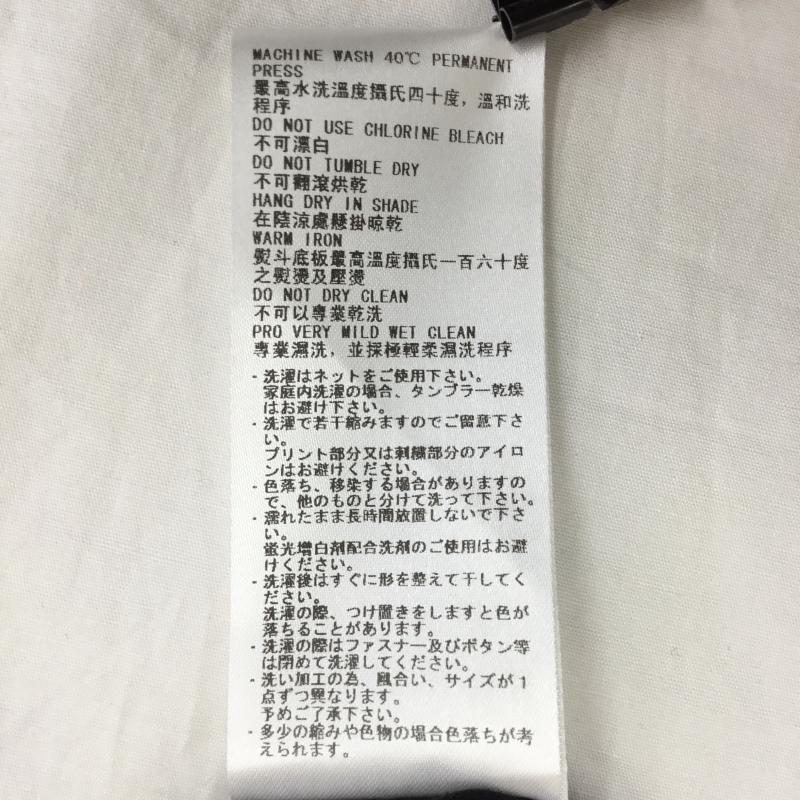 MACHINE WASH 40℃ PERMANENT
PRESS
最高水洗溫度攝氏四十度，溫和洗
程序
DO NOT USE CHLORINE BLEACH
不可漂白
DO NOT TUMBLE DRY
不可翻滾烘乾
HANG DRY IN SHADE
在陰涼處懸掛晾乾
WARM IRON
熨斗底板最高溫度攝氏一百六十度
之熨燙及壓燙
DO NOT DRY CLEAN
不可以專業乾洗
PRO VERY MILD WET CLEAN
專業濕洗，並採極輕柔濕洗程序
・洗濯はネットをご使用下さい。
家庭内洗濯の場合、タンブラー乾燥
はお避け下さい。
・洗濯で若干縮みますのでご留意下さ
い。
プリント部分又は刺繍部分のアイロ
ンはお避けください。
・色落ち、移染する場合がありますの
で、他のものと分けて洗って下さい。
・濡れたまま長時間放置しないで下さ
い。
蛍光増白剤配合洗剤のご使用はお避
けください。
・洗濯後はすぐに形を整えて干してく
ださい。
洗濯の際、つけ置きをしますと色が
落ちることがあります。
・洗濯の際はファスナー及びボタン等
は閉めて洗濯してください。
・洗い加工の為、風合い、サイズが1
点ずつ異なります。
予めご了承下さい。
・多少の縮みや色物の場合色落ちが考
えられます。